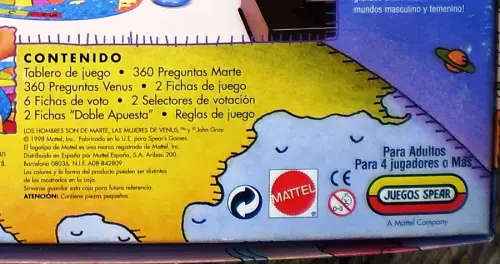 mundos masculino y femenino!
CONTENIDO
Tablero de juego • 360 Preguntas Marte
360 Preguntas Venus • 2 Fichas de juego
6 Fichas de voto • 2 Selectores de votación
2 Fichas "Doble Apuesta" • Reglas de juego
LOS HOMBRES SON DE MARTE, LAS MUJERES DE VENUS, ™ y © John Gray
© 1998 Mattel, Inc. Fabricado en la U.E. para Spear's Games.
El logotipo de Mattel es una marca registrada de Mattel, Inc.
Distribuido en España por Mattel España, S.A. Aribau 200.
Barcelona 08036. N.I.F. A08-842809
Los colores y la forma del producto pueden ser distintos
de los mostrados en la caja.
Sírvanse guardar esta caja para futura referencia.
ATENCIÓN: Contiene piezas pequeñas.
MATTEL
CE
0-3
Para Adultos
Para 4 jugadores o Más
JUEGOS SPEAR
A Mattel Company